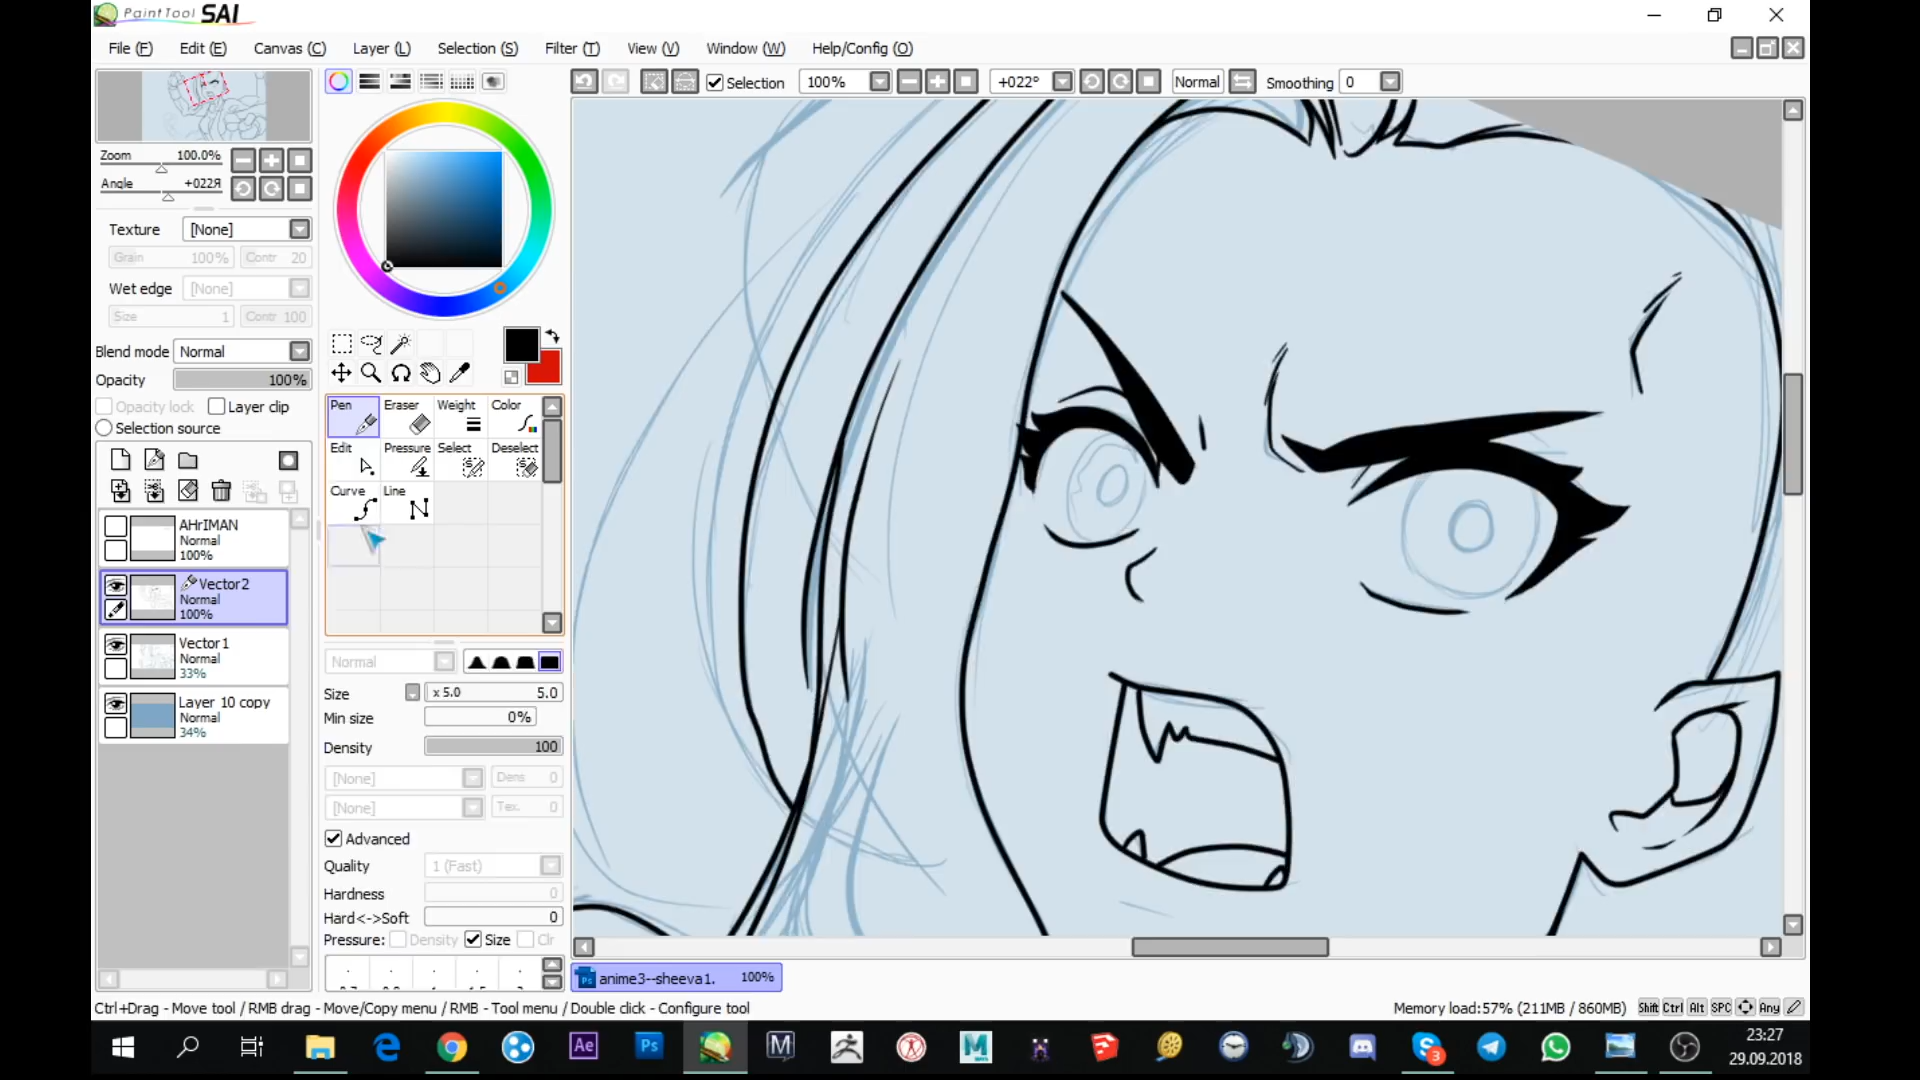 PaintTool SAI
File (F) Edit (E) Canvas (C) Layer (L) Selection (S) Filter (T) View (V) Window (W) Help/Config (O)
Selection 100% +022° Normal Smoothing 0
Zoom 100.0%
Angle +022Я
Texture [None]
Grain 100% Contr 20
Wet edge [None]
Size 1 Contr 100
Blend mode Normal
Opacity 100%
Opacity lock Layer clip
Selection source
AHrIMAN
Normal
100%
Vector2
Normal
100%
Vector1
Normal
33%
Layer 10 copy
Normal
34%
Pen Eraser Weight Color
Edit Pressure Select Deselect
Curve Line
Normal
Size x 5.0 5.0
Min size 0%
Density 100
[None] Dens 0
[None] Tex. 0
Advanced
Quality 1 (Fast)
Hardness 0
Hard<->Soft 0
Pressure: Density Size Clr
anime3--sheeva1. 100%
Ctrl+Drag - Move tool / RMB drag - Move/Copy menu / RMB - Tool menu / Double click - Configure tool
Memory load:57% (211MB / 860MB) Shift Ctrl Alt SPC Any
Ae Ps M M S 3
23:27
29.09.2018